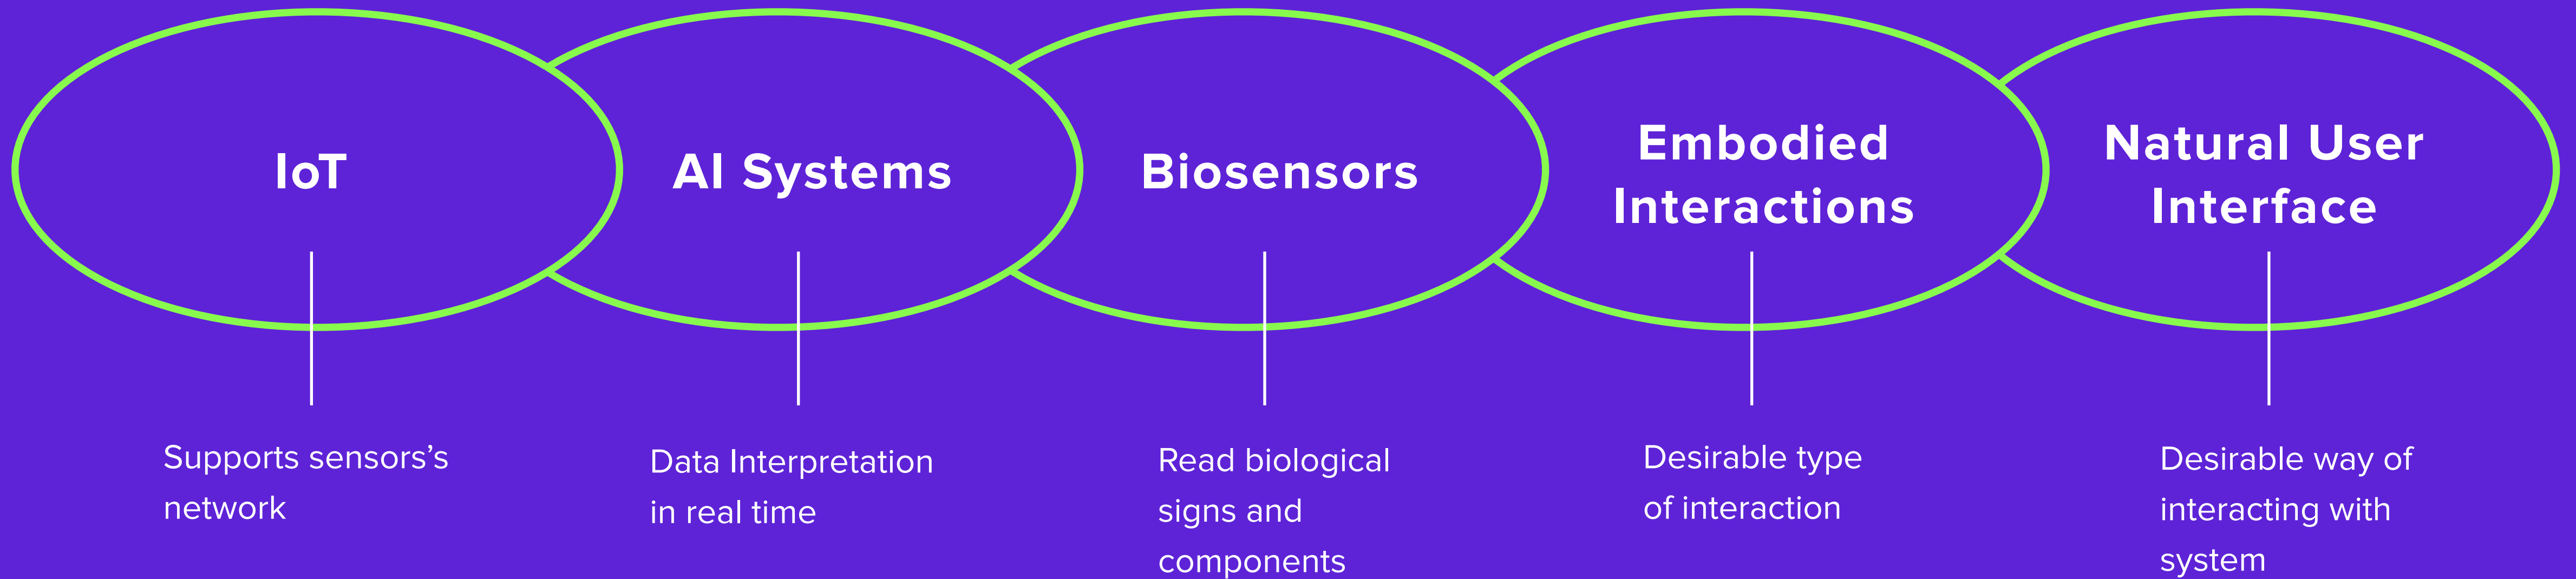 IoT
AI Systems
Biosensors
Embodied
Interactions
Natural User
Interface
Supports sensors’s
network
Data Interpretation
in real time
Read biological
signs and
components
Desirable type
of interaction
Desirable way of
interacting with
system